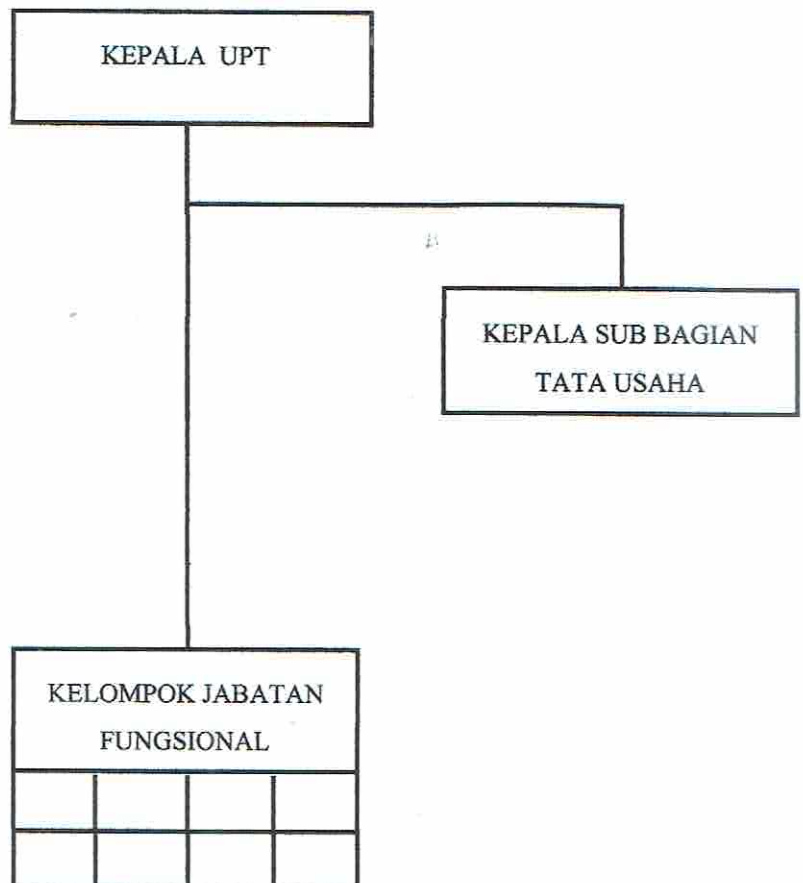 KEPALA UPT
KEPALA SUB BAGIAN
TATA USAHA
KELOMPOK JABATAN
FUNGSIONAL